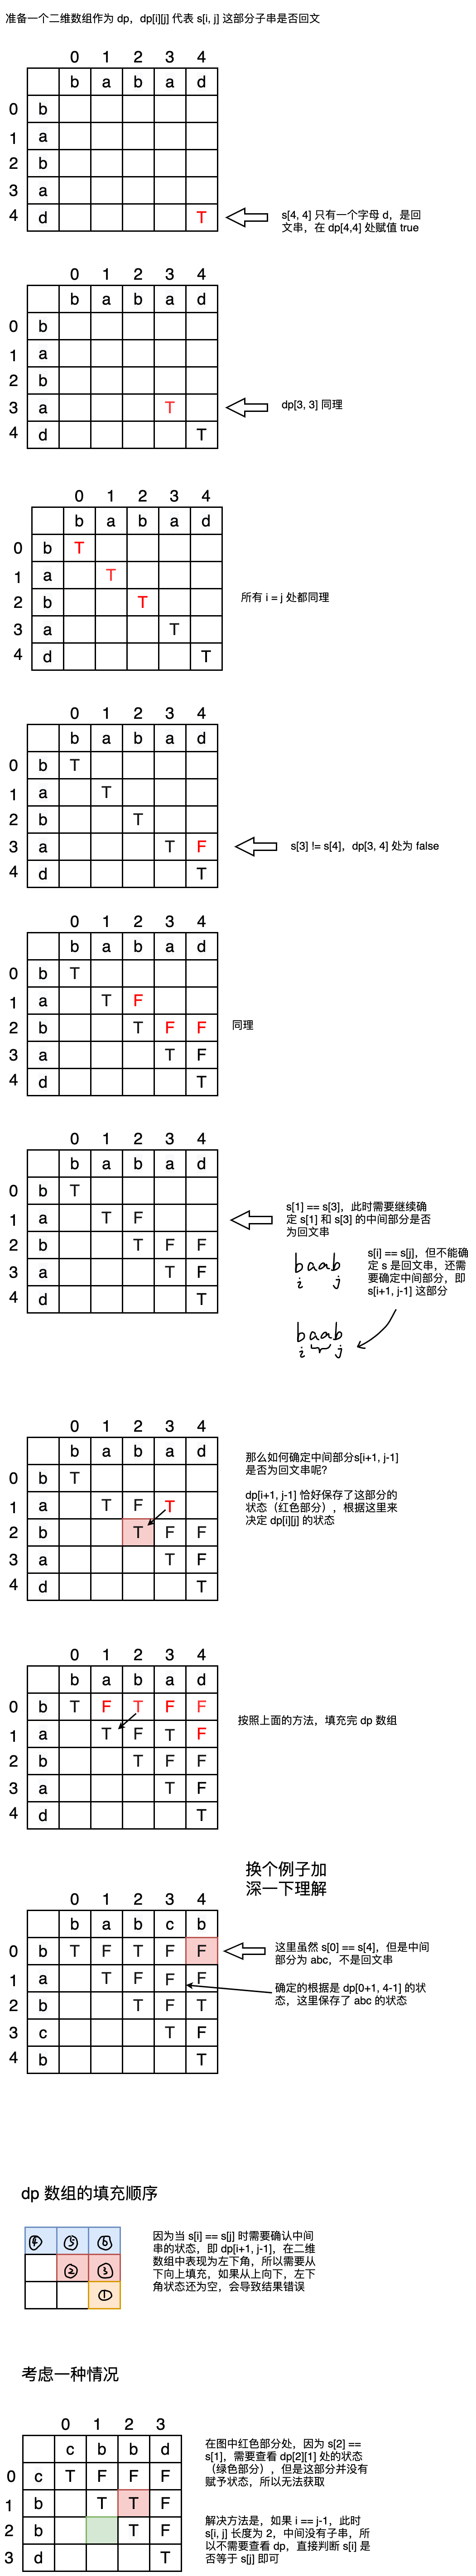 准备一个二维数组作为 dp，dp[i][j] 代表 s[i, j] 这部分子串是否回文
0 1 2 3 4
b a b a d
0 b
1 a
2 b
3 a
4 d T
s[4, 4] 只有一个字母 d，是回
文串，在 dp[4,4] 处赋值 true
0 1 2 3 4
b a b a d
0 b
1 a
2 b
3 a T
4 d T
dp[3, 3] 同理
0 1 2 3 4
b a b a d
0 b T
1 a T
2 b T
3 a T
4 d T
所有 i = j 处都同理
0 1 2 3 4
b a b a d
0 b T
1 a T
2 b T
3 a T F
4 d T
s[3] != s[4]，dp[3, 4] 处为 false
0 1 2 3 4
b a b a d
0 b T
1 a T F
2 b T F F
3 a T F
4 d T
同理
0 1 2 3 4
b a b a d
0 b T
1 a T F
2 b T F F
3 a T F
4 d T
s[1] == s[3]，此时需要继续确
定 s[1] 和 s[3] 的中间部分是否
为回文串
baab
i j
s[i] == s[j]，但不能确
定 s 是回文串，还需
要确定中间部分，即
s[i+1, j-1] 这部分
baab
i j
0 1 2 3 4
b a b a d
0 b T
1 a T F T
2 b T F F
3 a T F
4 d T
那么如何确定中间部分s[i+1, j-1]
是否为回文串呢？
dp[i+1, j-1] 恰好保存了这部分的
状态（红色部分），根据这里来
决定 dp[i][j] 的状态
0 1 2 3 4
b a b a d
0 b T F T F F
1 a T F T F
2 b T F F
3 a T F
4 d T
按照上面的方法，填充完 dp 数组
换个例子加
深一下理解
0 1 2 3 4
b a b c b
0 b T F T F F
1 a T F F F
2 b T F T
3 c T F
4 b T
这里虽然 s[0] == s[4]，但是中间
部分为 abc，不是回文串
确定的根据是 dp[0+1, 4-1] 的状
态，这里保存了 abc 的状态
dp 数组的填充顺序
④ ⑤ ⑥
② ③
①
因为当 s[i] == s[j] 时需要确认中间
串的状态，即 dp[i+1, j-1]，在二维
数组中表现为左下角，所以需要从
下向上填充，如果从上向下，左下
角状态还为空，会导致结果错误
考虑一种情况
0 1 2 3
c b b d
0 c T F F F
1 b T T F
2 b T F
3 d T
在图中红色部分处，因为 s[2] ==
s[1]，需要查看 dp[2][1] 处的状态
（绿色部分），但是这部分并没有
赋予状态，所以无法获取
解决方法是，如果 i == j-1，此时
s[i, j] 长度为 2，中间没有子串，所
以不需要查看 dp，直接判断 s[i] 是
否等于 s[j] 即可